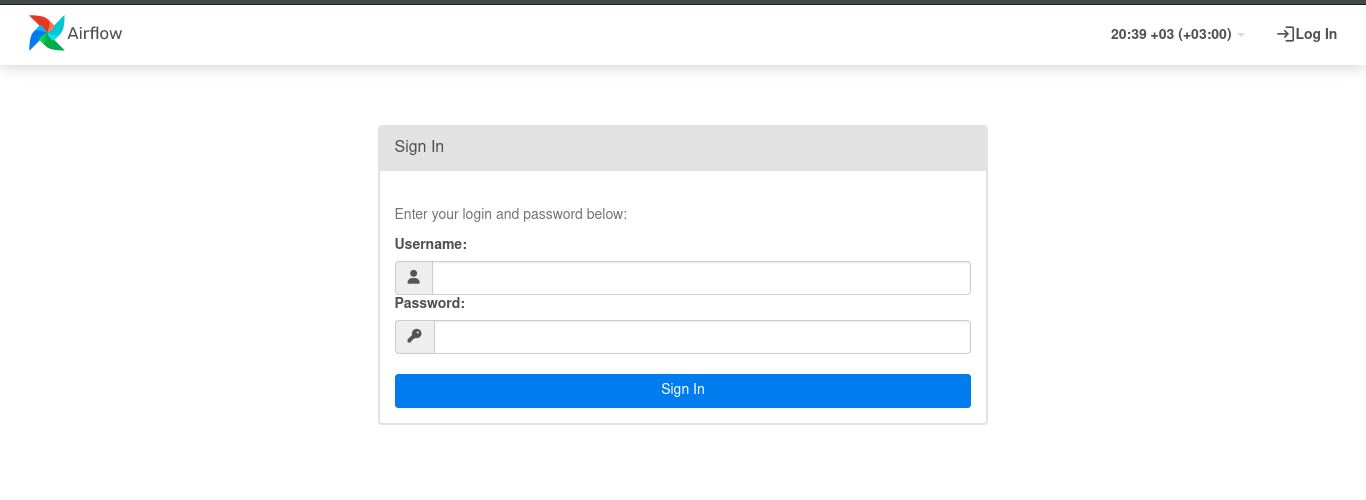 Airflow
20:39 +03 (+03:00)
Log In
Sign In
Enter your login and password below:
Username:
Password:
Sign In